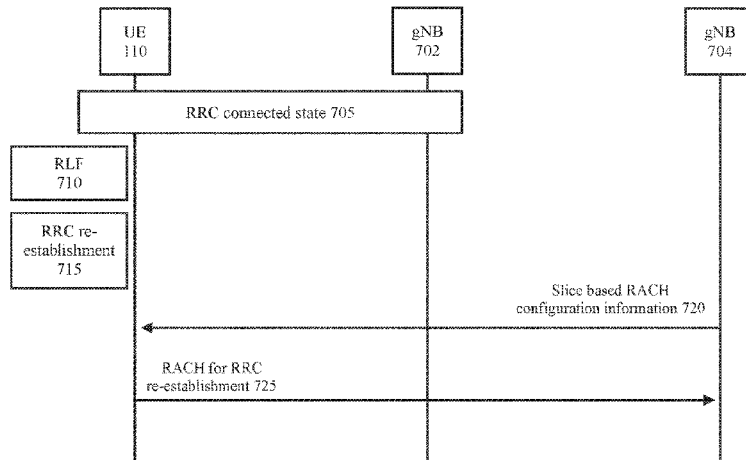 UE
110
gNB
702
gNB
704
RRC connected state 705
RLF
710
RRC re-
establishment
715
Slice based RACH
configuration information 720
RACH for RRC
re-establishment 725